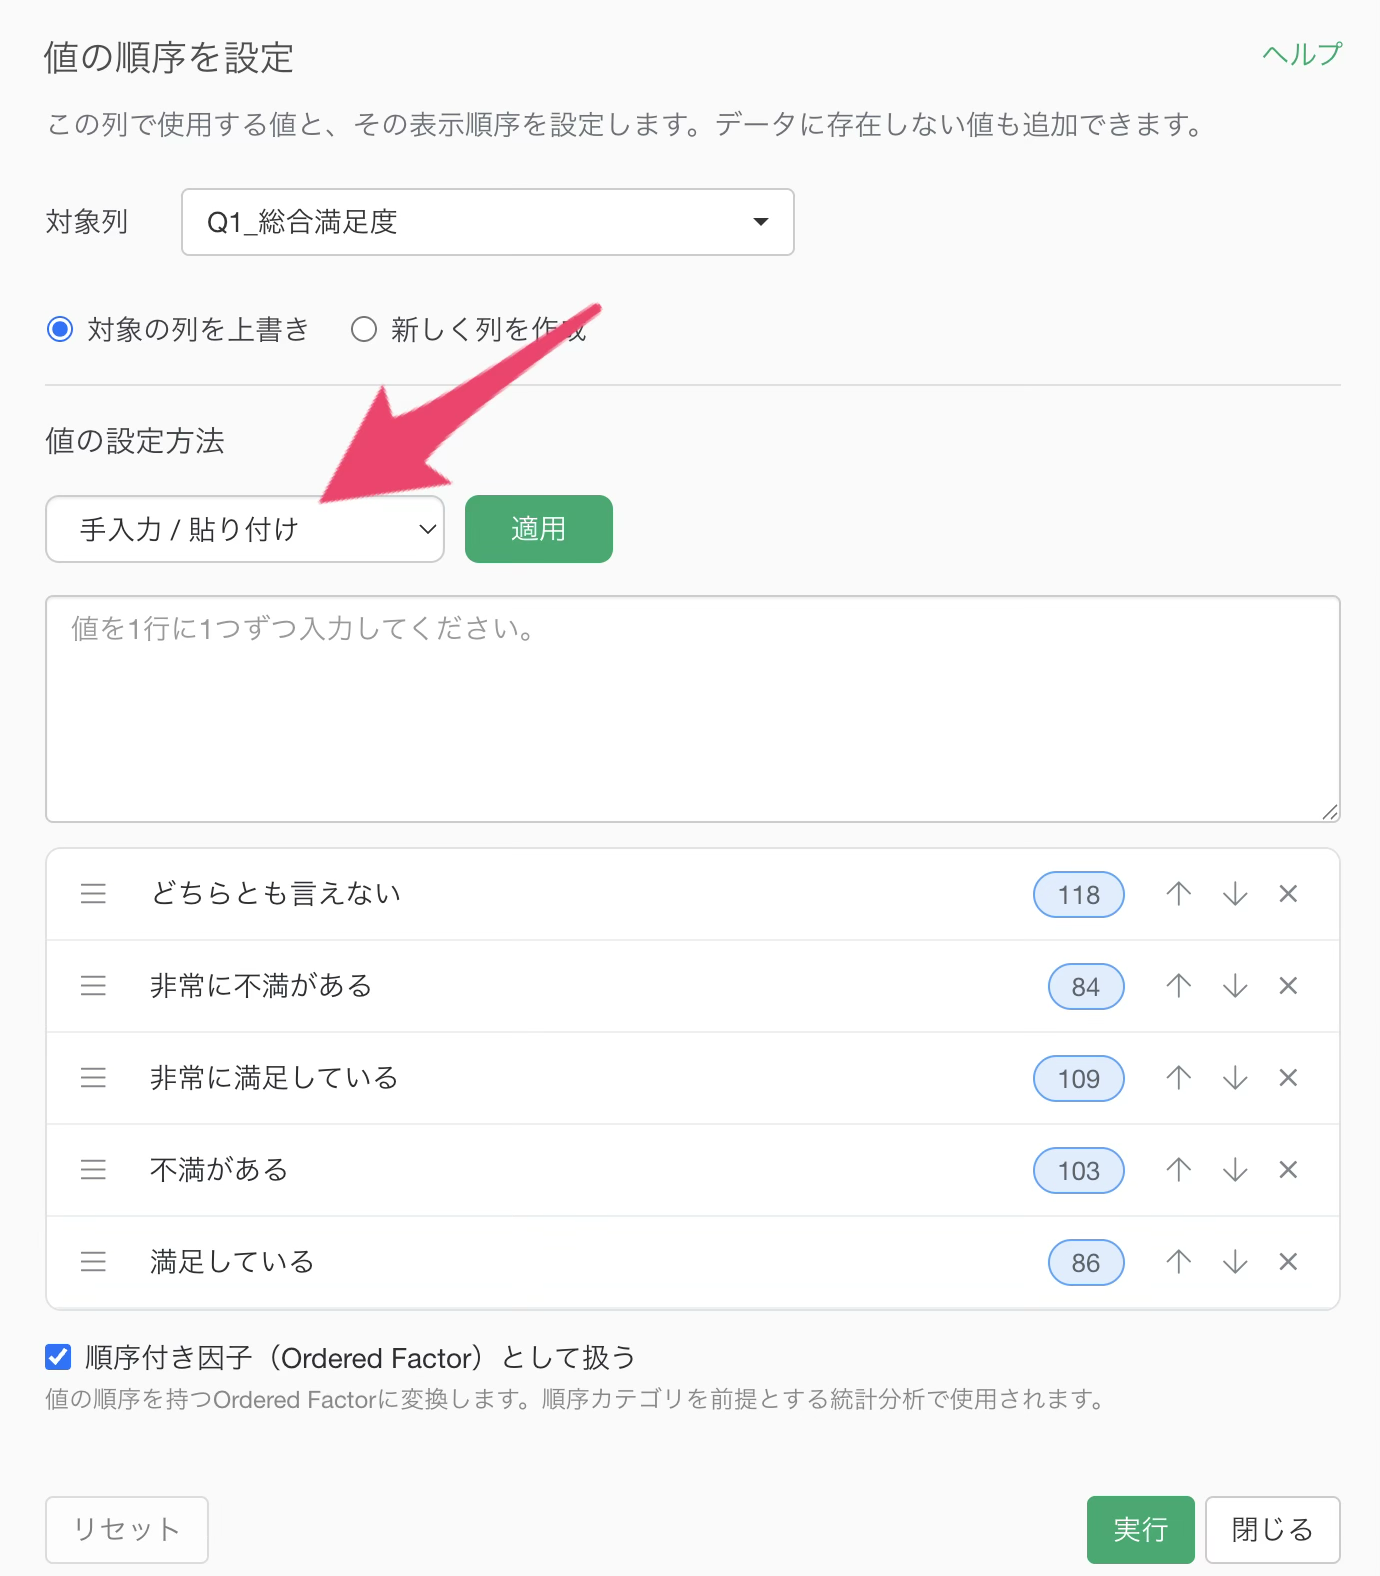 値の順序を設定
ヘルプ
この列で使用する値と、その表示順序を設定します。データに存在しない値も追加できます。
対象列
Q1_総合満足度
対象の列を上書き
新しく列を作成
値の設定方法
手入力 / 貼り付け
適用
値を1行に1つずつ入力してください。
どちらとも言えない 118
非常に不満がある 84
非常に満足している 109
不満がある 103
満足している 86
順序付き因子（Ordered Factor）として扱う
値の順序を持つOrdered Factorに変換します。順序カテゴリを前提とする統計分析で使用されます。
リセット
実行
閉じる